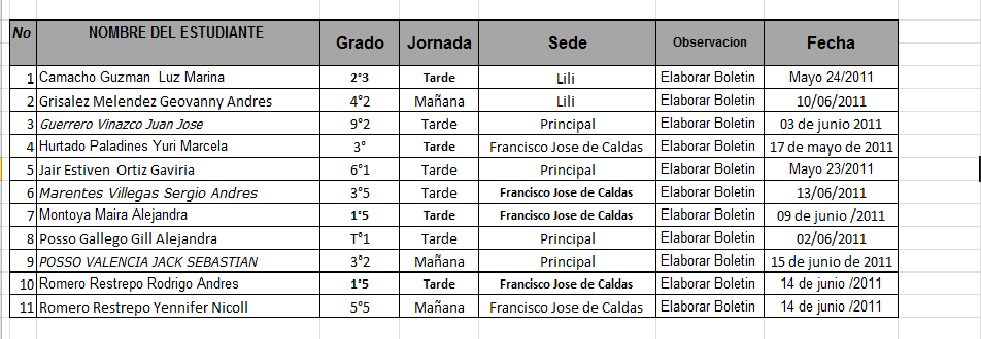 No NOMBRE DEL ESTUDIANTE Grado Jornada Sede Observacion Fecha
1 Camacho Guzman Luz Marina 2°3 Tarde Lili Elaborar Boletin Mayo 24/2011
2 Grisalez Melendez Geovanny Andres 4°2 Mañana Lili Elaborar Boletin 10/06/2011
3 Guerrero Vinazco Juan Jose 9°2 Tarde Principal Elaborar Boletin 03 de junio 2011
4 Hurtado Paladines Yuri Marcela 3° Tarde Francisco Jose de Caldas Elaborar Boletin 17 de mayo de 2011
5 Jair Estiven Ortiz Gaviria 6°1 Tarde Principal Elaborar Boletin Mayo 23/2011
6 Marentes Villegas Sergio Andres 3°5 Tarde Francisco Jose de Caldas Elaborar Boletin 13/06/2011
7 Montoya Maira Alejandra 1°5 Tarde Francisco Jose de Caldas Elaborar Boletin 09 de junio /2011
8 Posso Gallego Gill Alejandra T°1 Tarde Principal Elaborar Boletin 02/06/2011
9 POSSO VALENCIA JACK SEBASTIAN 3°2 Mañana Principal Elaborar Boletin 15 de junio de 2011
10 Romero Restrepo Rodrigo Andres 1°5 Tarde Francisco Jose de Caldas Elaborar Boletin 14 de junio /2011
11 Romero Restrepo Yennifer Nicoll 5°5 Mañana Francisco Jose de Caldas Elaborar Boletin 14 de junio /2011